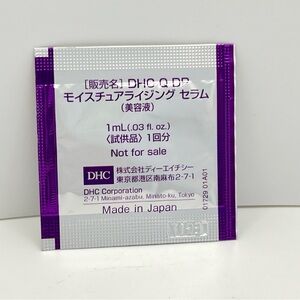 [販売名] DHC Q DP
モイスチュアライジング セラム
(美容液)
1mL(.03 fl. oz.)
〈試供品〉1回分
Not for sale
DHC 株式会社ディーエイチシー
東京都港区南麻布2-7-1
DHC Corporation
2-7-1 Minami-azabu, Minato-ku, Tokyo
Made in Japan
01729 01A01